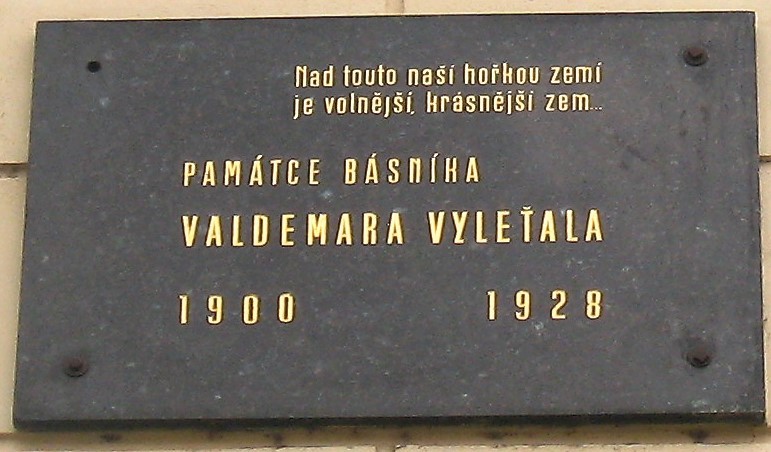 Nad touto naší hořkou zemí
je volnější, krásnější zem...
PAMÁTCE BÁSNÍKA
VALDEMARA VYLEŤALA
1900 1928